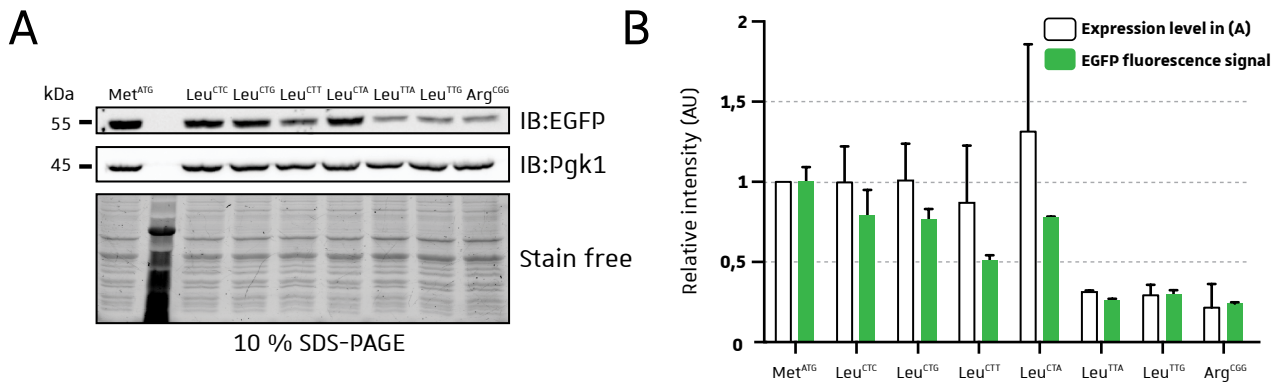 A
kDa Met^ATG Leu^CTC Leu^CTG Leu^CTT Leu^CTA Leu^TTA Leu^TTG Arg^CGG
55 IB:EGFP
45 IB:Pgk1
Stain free
10 % SDS-PAGE
B
Expression level in (A)
EGFP fluorescence signal
Relative intensity (AU)
2
1,5
1
0,5
0
Met^ATG Leu^CTC Leu^CTG Leu^CTT Leu^CTA Leu^TTA Leu^TTG Arg^CGG